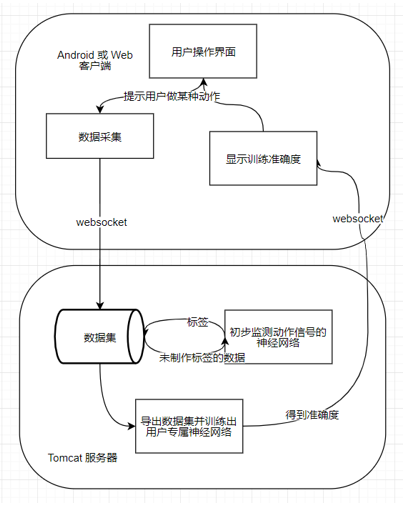 Android 或 Web
客户端
用户操作界面
提示用户做某种动作
数据采集
显示训练准确度
websocket
websocket
数据集
标签
未制作标签的数据
初步监测动作信号的
神经网络
导出数据集并训练出
用户专属神经网络
得到准确度
Tomcat 服务器